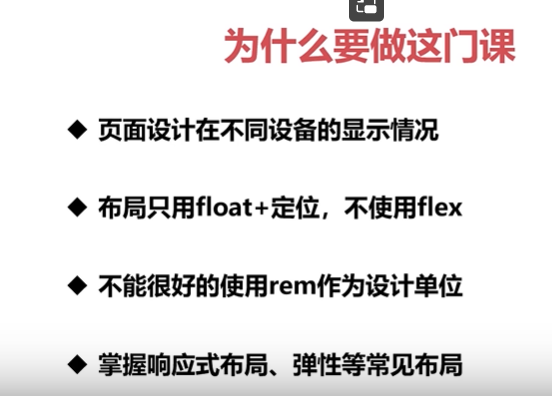 为什么要做这门课
◆ 页面设计在不同设备的显示情况
◆ 布局只用float+定位，不使用flex
◆ 不能很好的使用rem作为设计单位
◆ 掌握响应式布局、弹性等常见布局